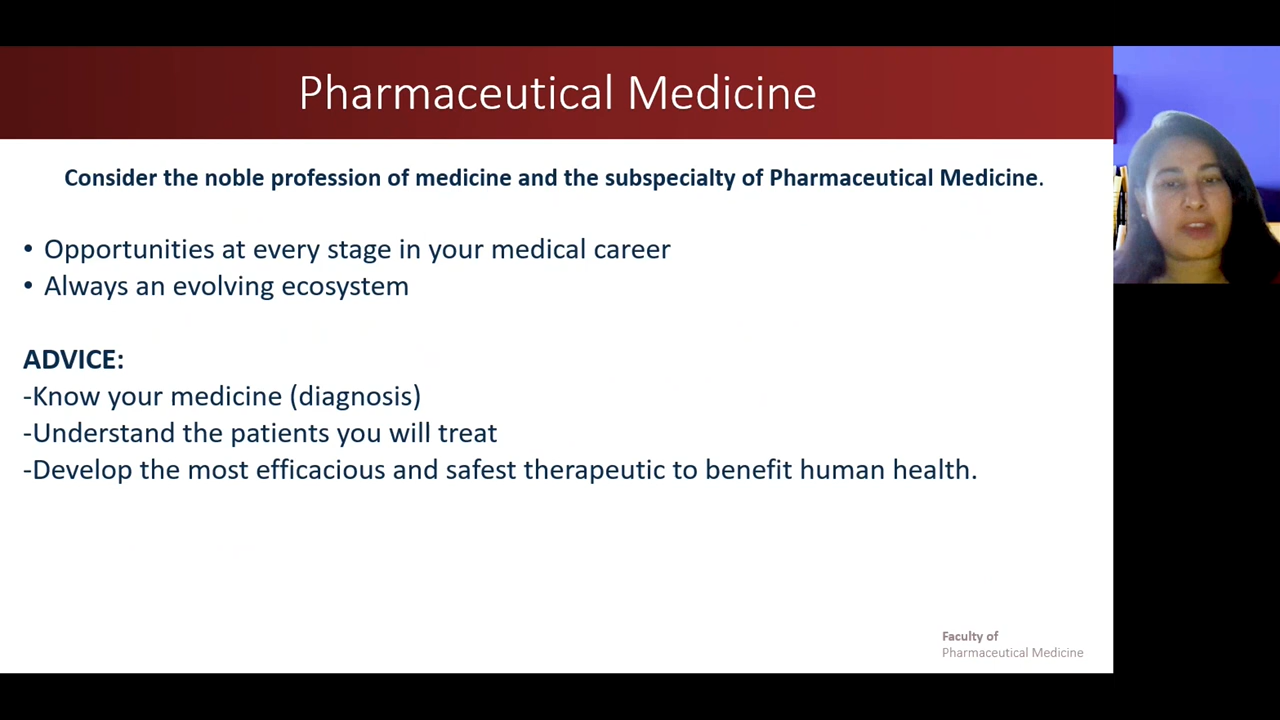 Pharmaceutical Medicine
Consider the noble profession of medicine and the subspecialty of Pharmaceutical Medicine.
• Opportunities at every stage in your medical career
• Always an evolving ecosystem
ADVICE:
-Know your medicine (diagnosis)
-Understand the patients you will treat
-Develop the most efficacious and safest therapeutic to benefit human health.
Faculty of
Pharmaceutical Medicine